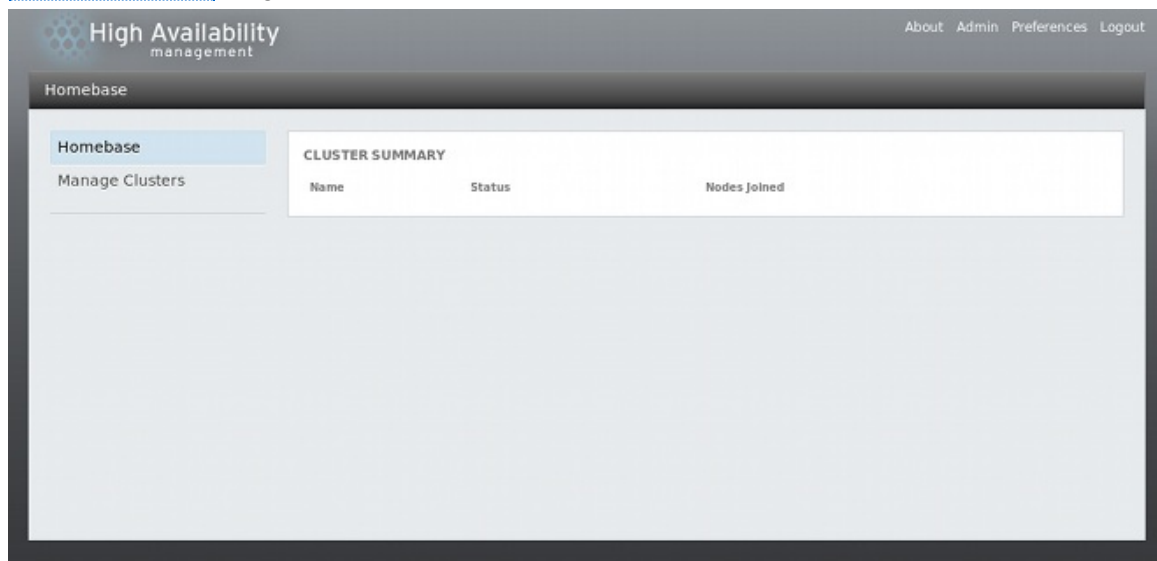 High Availability
management
About Admin Preferences Logout
Homebase
Homebase
Manage Clusters
CLUSTER SUMMARY
Name Status Nodes Joined